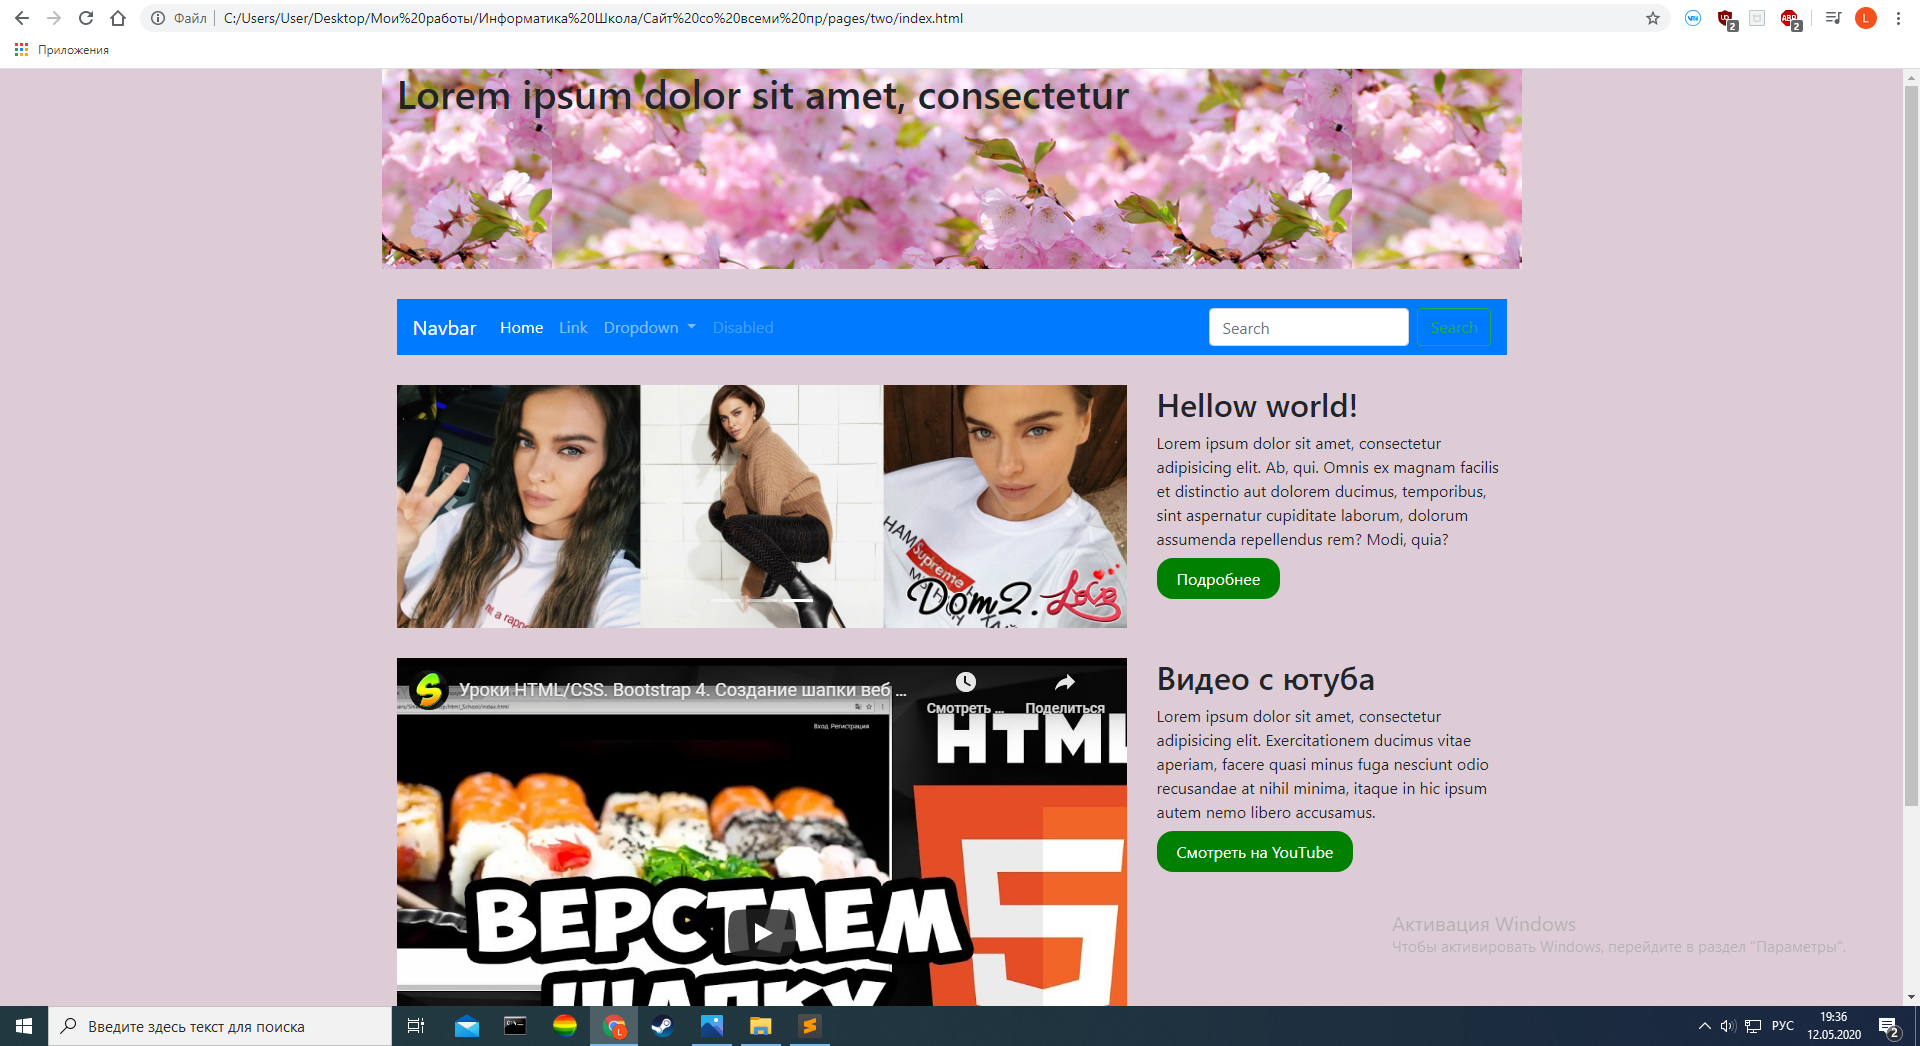 Файл
C:/Users/User/Desktop/Мои%20работы/Информатика%20Школа/Сайт%20со%20всеми%20пр/pages/two/index.html
2
ABP
2
L
Приложения
Lorem ipsum dolor sit amet, consectetur
Navbar Home Link Dropdown Disabled Search Search
Supreme
Dom2.Love
Hellow world!
Lorem ipsum dolor sit amet, consectetur
adipisicing elit. Ab, qui. Omnis ex magnam facilis
et distinctio aut dolorem ducimus, temporibus,
sint aspernatur cupiditate laborum, dolorum
assumenda repellendus rem? Modi, quia?
Подробнее
Уроки HTML/CSS. Bootstrap 4. Создание шапки веб ...
Смотреть ...
Поделиться
Вход Регистрация
HTML
5
ВЕРСТАЕМ
ШАПКУ
Видео с ютуба
Lorem ipsum dolor sit amet, consectetur
adipisicing elit. Exercitationem ducimus vitae
aperiam, facere quasi minus fuga nesciunt odio
recusandae at nihil minima, itaque in hic ipsum
autem nemo libero accusamus.
Смотреть на YouTube
Активация Windows
Чтобы активировать Windows, перейдите в раздел "Параметры".
Введите здесь текст для поиска
L
РУС
19:36
12.05.2020
2